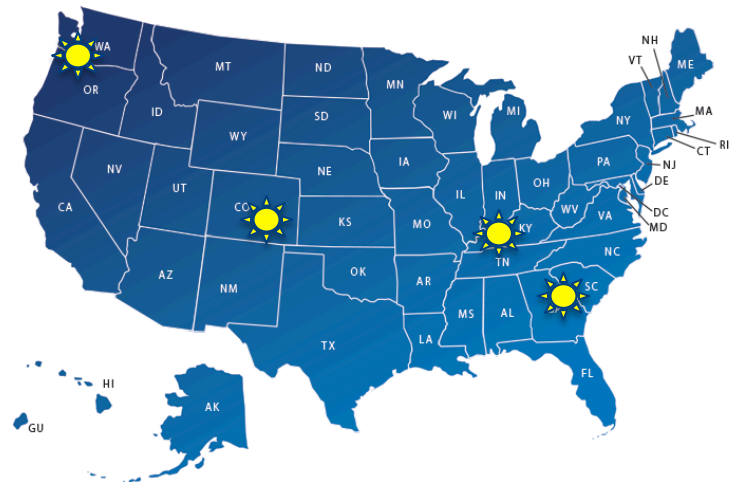 WA
OR
ID
MT
ND
MN
SD
WY
NV
CA
UT
CO
NE
KS
IA
WI
MI
IL
IN
OH
MO
KY
WV
VA
PA
NY
VT
NH
ME
MA
RI
CT
NJ
DE
DC
MD
NC
TN
SC
AZ
NM
OK
AR
TX
LA
MS
AL
FL
AK
HI
GU